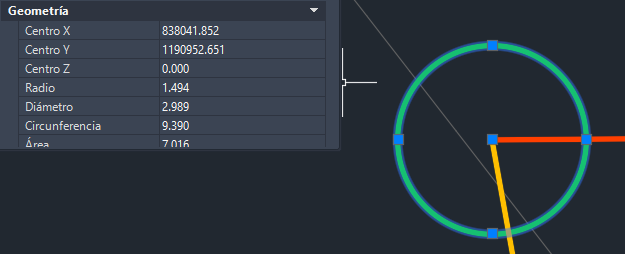 Geometría
Centro X 838041.852
Centro Y 1190952.651
Centro Z 0,000
Radio 1.494
Diámetro 2.989
Circunferencia 9.390
Área 7.016